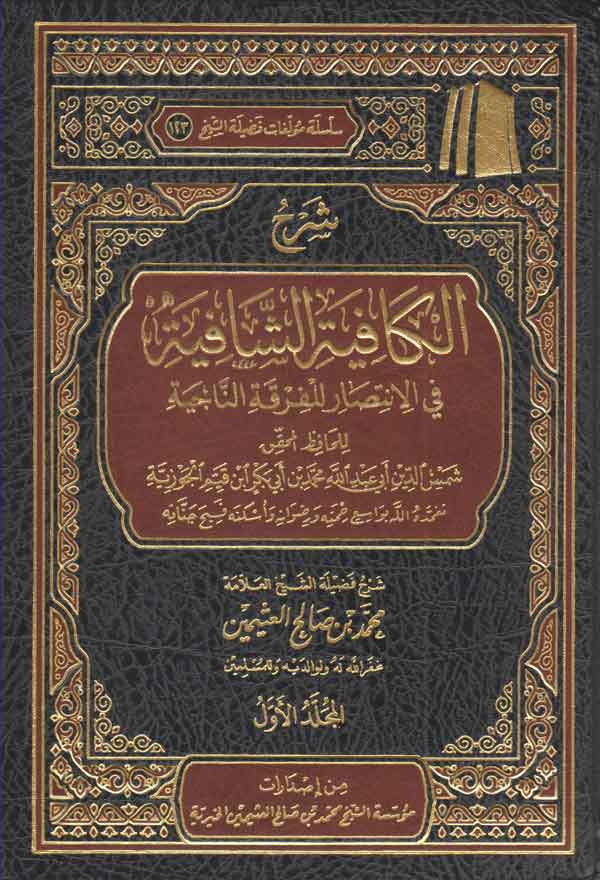 سلسلة مؤلفات فضيلة الشيخ ١٢٣
شرح
الكافية الشافية
في الانتصار للفرقة الناجية
للحافظ المحقق
شمس الدين أبي عبد الله محمد بن أبي بكر ابن قيم الجوزية
تغمده الله بواسع رحمته ورضوانه وأسكنه فسيح جناته
شرح فضيلة الشيخ العلامة
محمد بن صالح العثيمين
غفر الله له ولوالديه وللمسلمين
المجلد الأول
من إصدارات
مؤسسة الشيخ محمد بن صالح العثيمين الخيرية